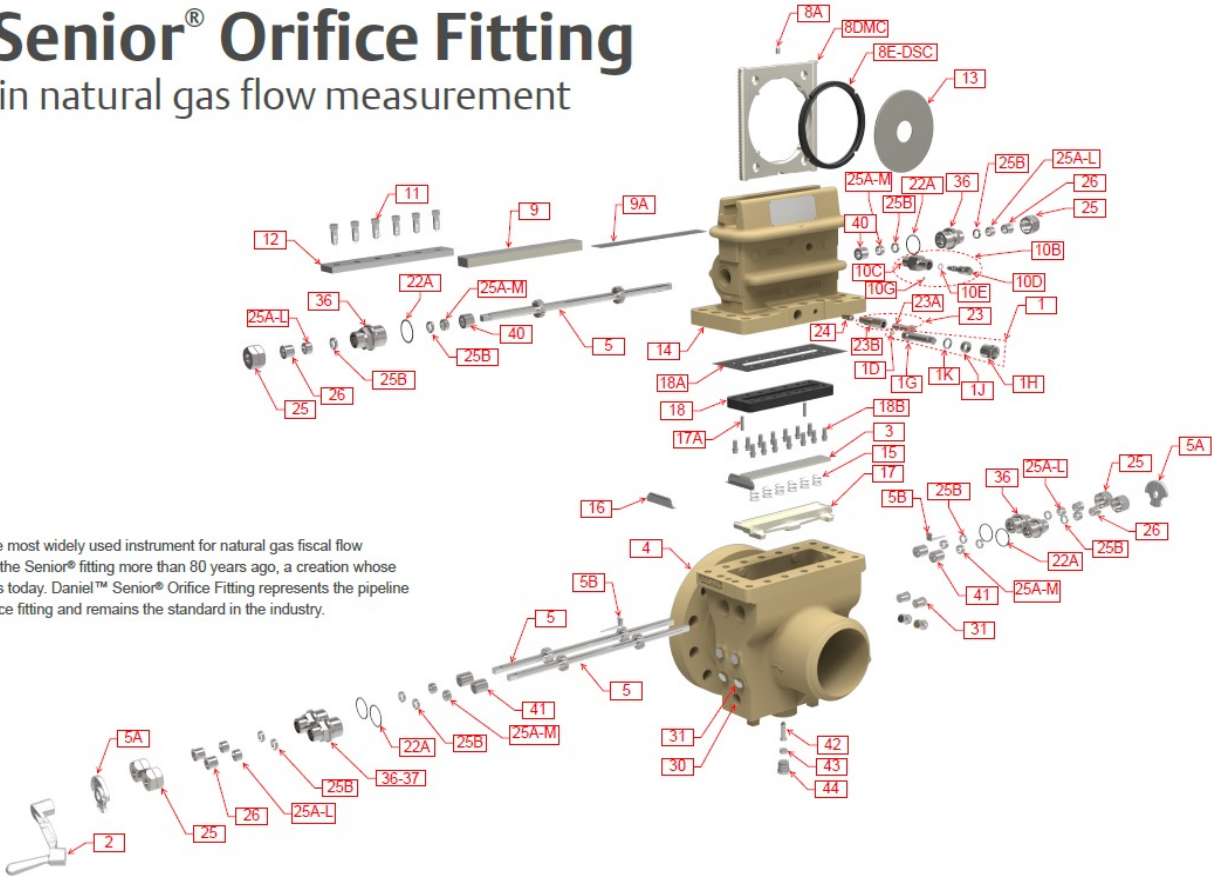 Senior® Orifice Fitting
in natural gas flow measurement
8A
8DMC
8E-DSC
13
25B
25A-L
26
25
25A-M
22A
36
25B
40
11
9
9A
12
10B
10C
10G
10E
10D
22A
25A-M
36
25A-L
40
5
25B
25B
26
25
14
24
23A
23
1
23B
1D
1G
1K
1J
1H
18A
18
18B
17A
3
15
17
16
4
5A
25
25A-L
36
25B
5B
26
25B
22A
25A-M
41
31
most widely used instrument for natural gas fiscal flow
the Senior® fitting more than 80 years ago, a creation whose
s today. Daniel™ Senior® Orifice Fitting represents the pipeline
ce fitting and remains the standard in the industry.
5B
5
5
41
25A-M
25B
22A
36-37
25B
25A-L
26
25
5A
2
31
30
42
43
44